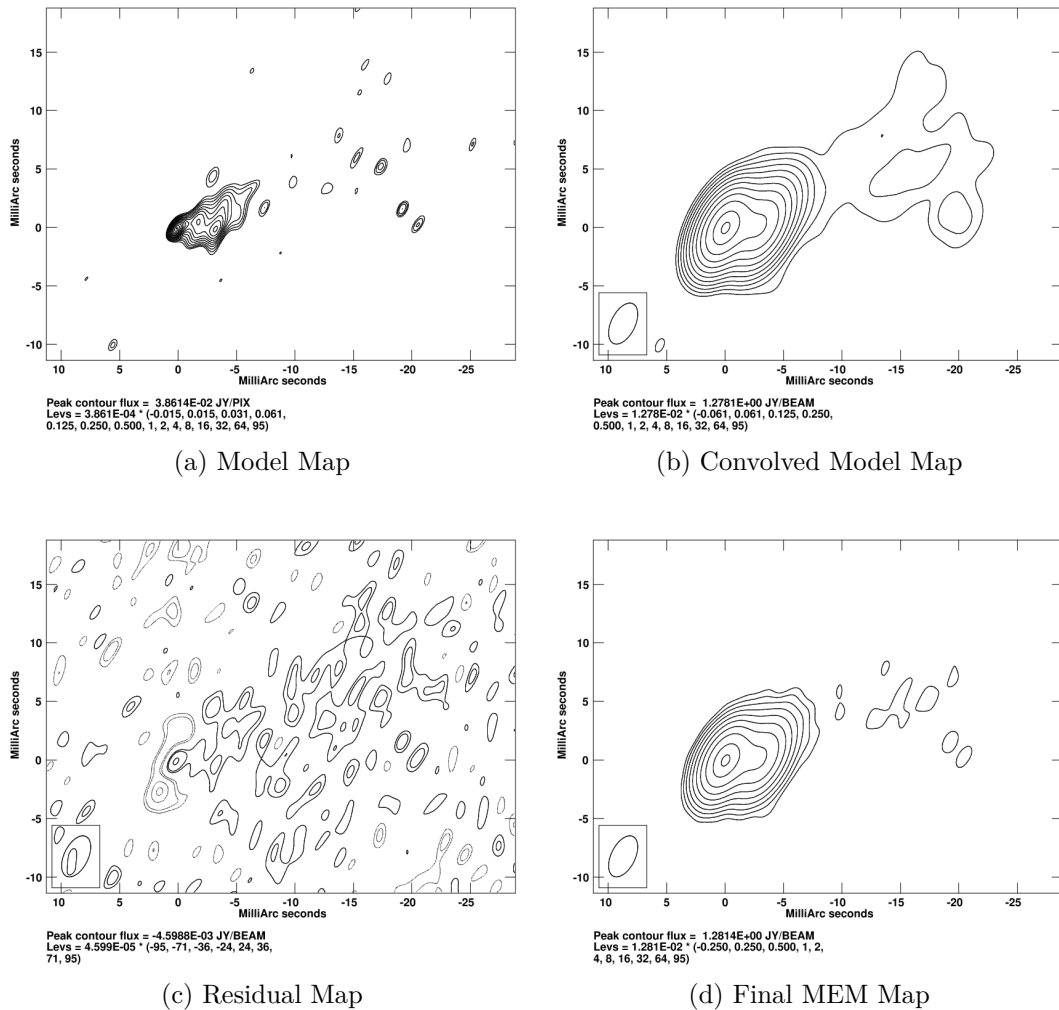 15
10
5
0
-5
-10
MilliArc seconds
10 5 0 -5 -10 -15 -20 -25
MilliArc seconds
Peak contour flux = 3.8614E-02 JY/PIX
Levs = 3.861E-04 * (-0.015, 0.015, 0.031, 0.061,
0.125, 0.250, 0.500, 1, 2, 4, 8, 16, 32, 64, 95)
(a) Model Map
15
10
5
0
-5
-10
MilliArc seconds
10 5 0 -5 -10 -15 -20 -25
MilliArc seconds
Peak contour flux = 1.2781E+00 JY/BEAM
Levs = 1.278E-02 * (-0.061, 0.061, 0.125, 0.250,
0.500, 1, 2, 4, 8, 16, 32, 64, 95)
(b) Convolved Model Map
15
10
5
0
-5
-10
MilliArc seconds
10 5 0 -5 -10 -15 -20 -25
MilliArc seconds
Peak contour flux = -4.5988E-03 JY/BEAM
Levs = 4.599E-05 * (-95, -71, -36, -24, 24, 36,
71, 95)
(c) Residual Map
15
10
5
0
-5
-10
MilliArc seconds
10 5 0 -5 -10 -15 -20 -25
MilliArc seconds
Peak contour flux = 1.2814E+00 JY/BEAM
Levs = 1.281E-02 * (-0.250, 0.250, 0.500, 1, 2,
4, 8, 16, 32, 64, 95)
(d) Final MEM Map